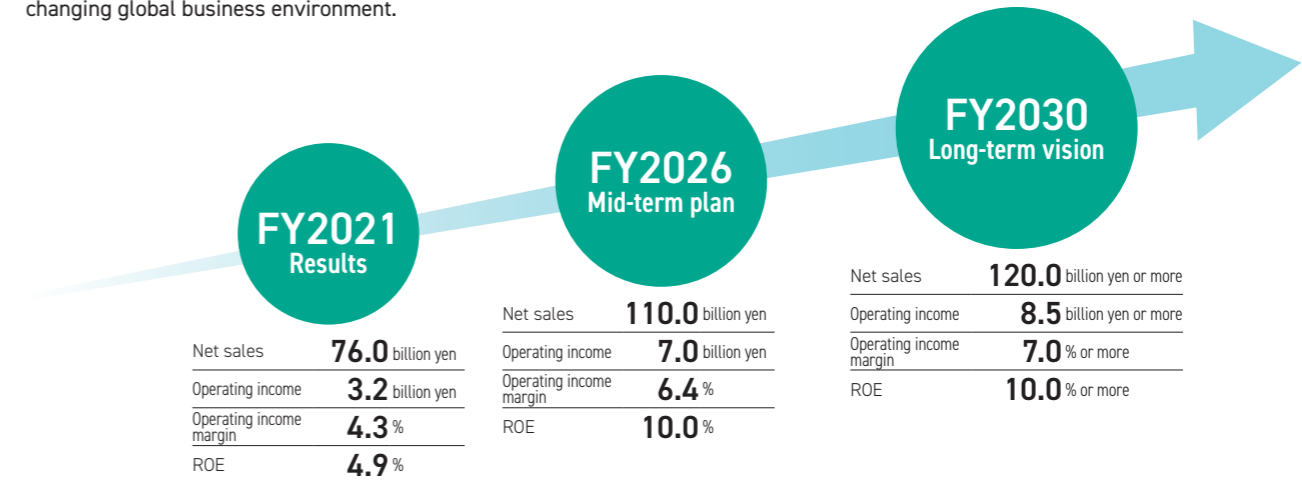 changing global business environment.
FY2021
Results
Net sales 76.0 billion yen
Operating income 3.2 billion yen
Operating income
margin 4.3 %
ROE 4.9 %
FY2026
Mid-term plan
Net sales 110.0 billion yen
Operating income 7.0 billion yen
Operating income
margin 6.4 %
ROE 10.0 %
FY2030
Long-term vision
Net sales 120.0 billion yen or more
Operating income 8.5 billion yen or more
Operating income
margin 7.0 % or more
ROE 10.0 % or more